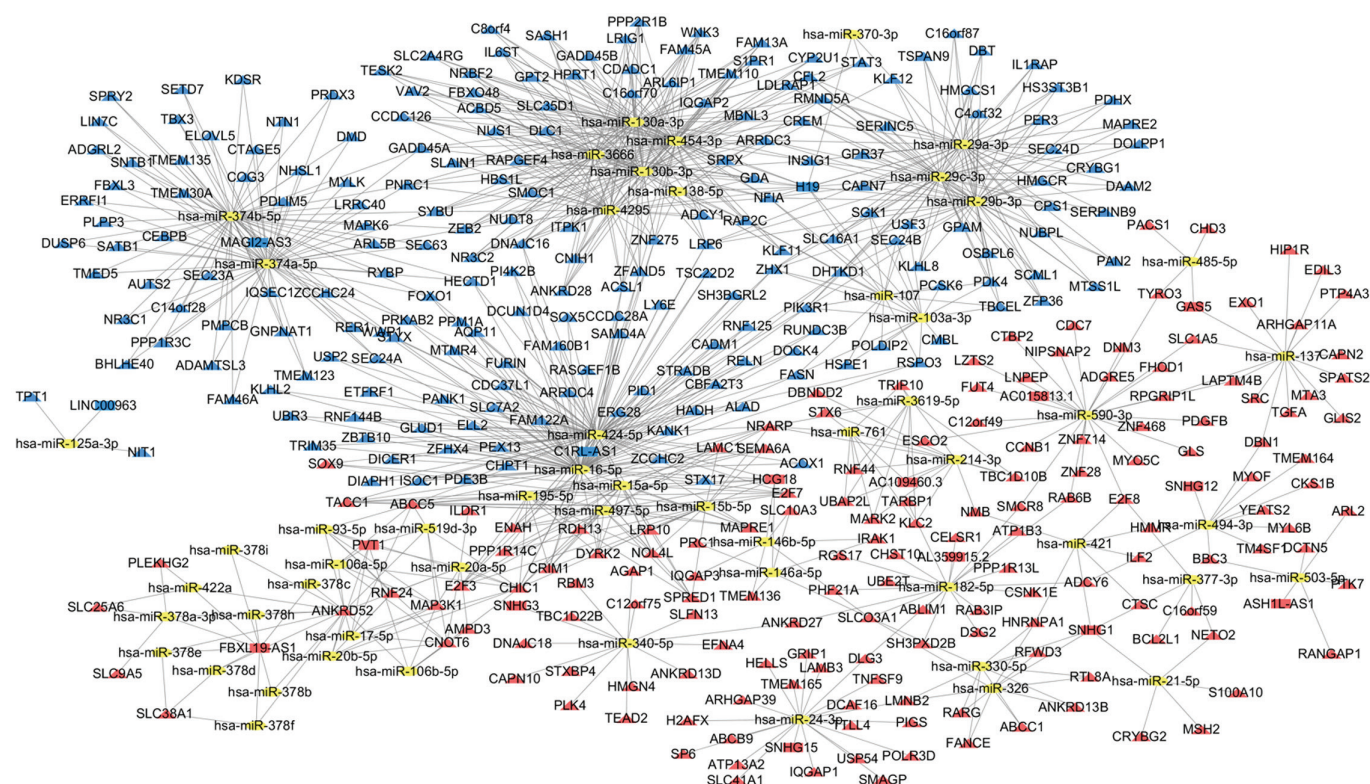 PPP2R1B
C8orf4
SASH1
LRIG1
WNK3
hsa-miR-370-3p
C16orf87
SLC2A4RG
IL6ST
GADD45B
FAM45A
FAM13A
DBT
TESK2
NRBF2
GPT2
HPRT1
CDADC1
S1PR1
CYP2U1
STAT3
TSPAN9
IL1RAP
ARL6IP1
TMEM110
CFL2
KLF12
KDSR
SETD7
VAV2
FBXO48
C16orf70
LDLRAP1
HMGCS1
HS3ST3B1
SPRY2
PRDX3
ACBD5
SLC35D1
IQGAP2
RMND5A
PDHX
CCDC126
MBNL3
C4orf32
LIN7C
TBX3
NTN1
NUS1
DLC1
hsa-miR-130a-3p
CREM
SERINC5
PER3
MAPRE2
ELOVL5
DMD
hsa-miR-454-3p
ARRDC3
hsa-miR-29a-3p
DOLPP1
ADGRL2
CTAGE5
GADD45A
SLAIN1
RAPGEF4
hsa-miR-3666
GPR37
SEC24D
SNTB1
TMEM135
NHSL1
SRPX
INSIG1
CRYBG1
COG3
PNRC1
HBS1L
hsa-miR-130b-3p
GDA
H19
CAPN7
hsa-miR-29c-3p
HMGCR
DAAM2
FBXL3
TMEM30A
MYLK
SMOC1
hsa-miR-138-5p
NFIA
CPS1
ERRFI1
PDLIM5
LRRC40
SYBU
hsa-miR-4295
ADCY1
RAP2C
SGK1
hsa-miR-29b-3p
SERPINB9
PLPP3
hsa-miR-374b-5p
MAPK6
ZEB2
NUDT8
ITPK1
USF3
GPAM
NUBPL
PACS1
CHD3
DUSP6
SATB1
CEBPB
MAGI2-AS3
ARL5B
SEC63
DNAJC16
ZNF275
LRP6
SLC16A1
SEC24B
OSBPL6
HIP1R
TMED5
hsa-miR-374a-5p
NR3C2
CNIH1
KLF11
PAN2
hsa-miR-485-5p
SEC23A
RYBP
PI4K2B
ZFAND5
TSC22D2
ZHX1
DHTKD1
KLHL8
SCML1
MTSS1L
EDIL3
AUTS2
IQSEC1
ZCCHC24
HECTD1
ANKRD28
ACSL1
SH3BGRL2
PCSK6
PDK4
TYRO3
PTP4A3
C14orf28
FOXO1
DCUN1D4
LY6E
hsa-miR-107
TBCEL
ZFP36
GAS5
EXO1
NR3C1
PMPCB
GNPNAT1
RER1
PRKAB2
PPM1A
SOX5
CCDC28A
PIK3R1
hsa-miR-103a-3p
CDC7
ARHGAP11A
PPP1R3C
WWP1
STYX
AQP11
SAMD4A
RNF125
RUNDC3B
CTBP2
DNM3
SLC1A5
BHLHE40
ADAMTSL3
USP2
SEC24A
MTMR4
FAM160B1
CADM1
DOCK4
POLDIP2
CMBL
NIPSNAP2
hsa-miR-137
CAPN2
TMEM123
FURIN
RASGEF1B
RELN
HSPE1
RSPO3
LZTS2
FHOD1
TPT1
KLHL2
ETFRF1
CDC37L1
STRADB
FASN
LNPEP
ADGRE5
LAPTM4B
SPATS2
LINC00963
FAM46A
PANK1
ARRDC4
PID1
CBFA2T3
DBNDD2
TRIP10
FUT4
AC015813.1
RPGRIP1L
SRC
MTA3
UBR3
RNF144B
SLC7A2
ERG28
HADH
ALAD
STX6
hsa-miR-3619-5p
hsa-miR-590-3p
PDGFB
TGFA
GLIS2
hsa-miR-125a-3p
ZBTB10
GLUD1
ELL2
FAM122A
hsa-miR-424-5p
KANK1
NRARP
hsa-miR-761
C12orf49
ZNF468
NIT1
TRIM35
ZFHX4
PEX13
C1RL-AS1
LAMC1
SEMA6A
ESCO2
CCNB1
ZNF714
GLS
DBN1
SOX9
DICER1
CHPT1
hsa-miR-16-5p
ZCCHC2
ACOX1
RNF44
hsa-miR-214-3p
MYO5C
TMEM164
DIAPH1
ISOC1
PDE3B
hsa-miR-15a-5p
STX17
HCG18
AC109460.3
TBC1D10B
ZNF28
MYOF
TACC1
ABCC5
hsa-miR-195-5p
E2F7
UBAP2L
TARBP1
RAB6B
SNHG12
CKS1B
ILDR1
hsa-miR-497-5p
hsa-miR-15b-5p
SLC10A3
NMB
SMCR8
E2F8
YEATS2
ARL2
hsa-miR-93-5p
hsa-miR-519d-3p
ENAH
RDH13
LRP10
MAPRE1
MARK2
KLC2
ATP1B3
HMMR
hsa-miR-494-3p
MYL6B
hsa-miR-378i
PVT1
PPP1R14C
DYRK2
NOL4L
PRC1
hsa-miR-146b-5p
IRAK1
CELSR1
hsa-miR-421
TM4SF1
DCTN5
PLEKHG2
hsa-miR-106a-5p
hsa-miR-20a-5p
CRIM1
AGAP1
IQGAP3
RGS17
CHST10
AL359915.2
ILF2
BBC3
hsa-miR-422a
hsa-miR-378c
RNF24
E2F3
CHIC1
RBM3
hsa-miR-146a-5p
UBE2T
PPP1R13L
ADCY6
hsa-miR-377-3p
hsa-miR-503-5p
PTK7
SLC25A6
hsa-miR-378a-3p
hsa-miR-378h
ANKRD52
MAP3K1
SNHG3
C12orf75
SPRED1
SLFN13
TMEM136
PHF21A
hsa-miR-182-5p
CSNK1E
CTSC
C16orf59
ASH1L-AS1
AMPD3
TBC1D22B
ANKRD27
SLCO3A1
ABLIM1
RAB3IP
HNRNPA1
SNHG1
BCL2L1
NETO2
hsa-miR-378e
FBXL19-AS1
hsa-miR-17-5p
CNOT6
DNAJC18
hsa-miR-340-5p
EFNA4
SH3PXD2B
DSG2
RFWD3
RANGAP1
SLC9A5
hsa-miR-378d
hsa-miR-20b-5p
hsa-miR-106b-5p
CAPN10
STXBP4
ANKRD13D
HELLS
GRIP1
LAMB3
DLG3
TNFSF9
hsa-miR-330-5p
RTL8A
hsa-miR-21-5p
hsa-miR-378b
HMGN4
TMEM165
hsa-miR-326
S100A10
SLC38A1
PLK4
ARHGAP39
DCAF16
LMNB2
ANKRD13B
hsa-miR-378f
TEAD2
H2AFX
hsa-miR-24-3p
TTLL4
PIGS
RARG
ABCC1
MSH2
ABCB9
SNHG15
FANCE
CRYBG2
SP6
ATP13A2
USP54
POLR3D
SLC41A1
IQGAP1
SMAGP